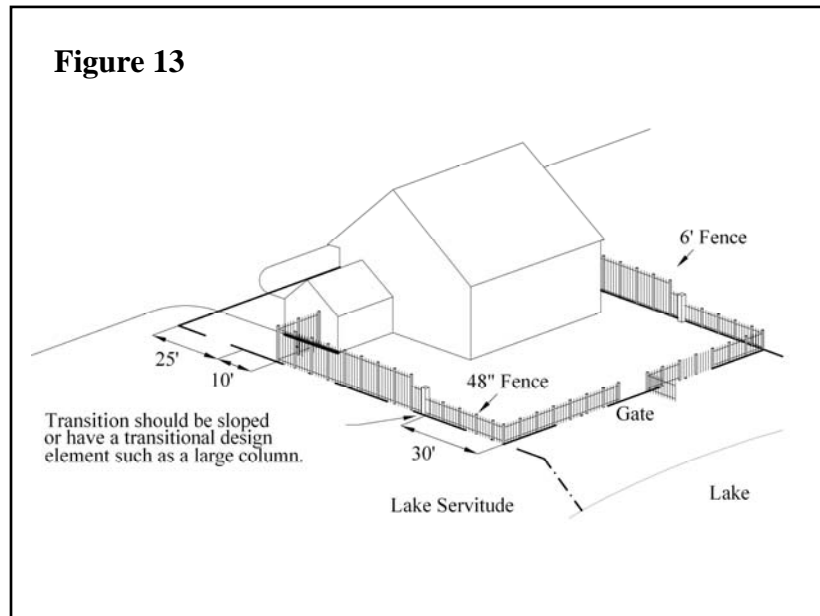 Figure 13
6' Fence
25'
10'
48" Fence
Transition should be sloped
or have a transitional design
element such as a large column.
Gate
30'
Lake Servitude
Lake